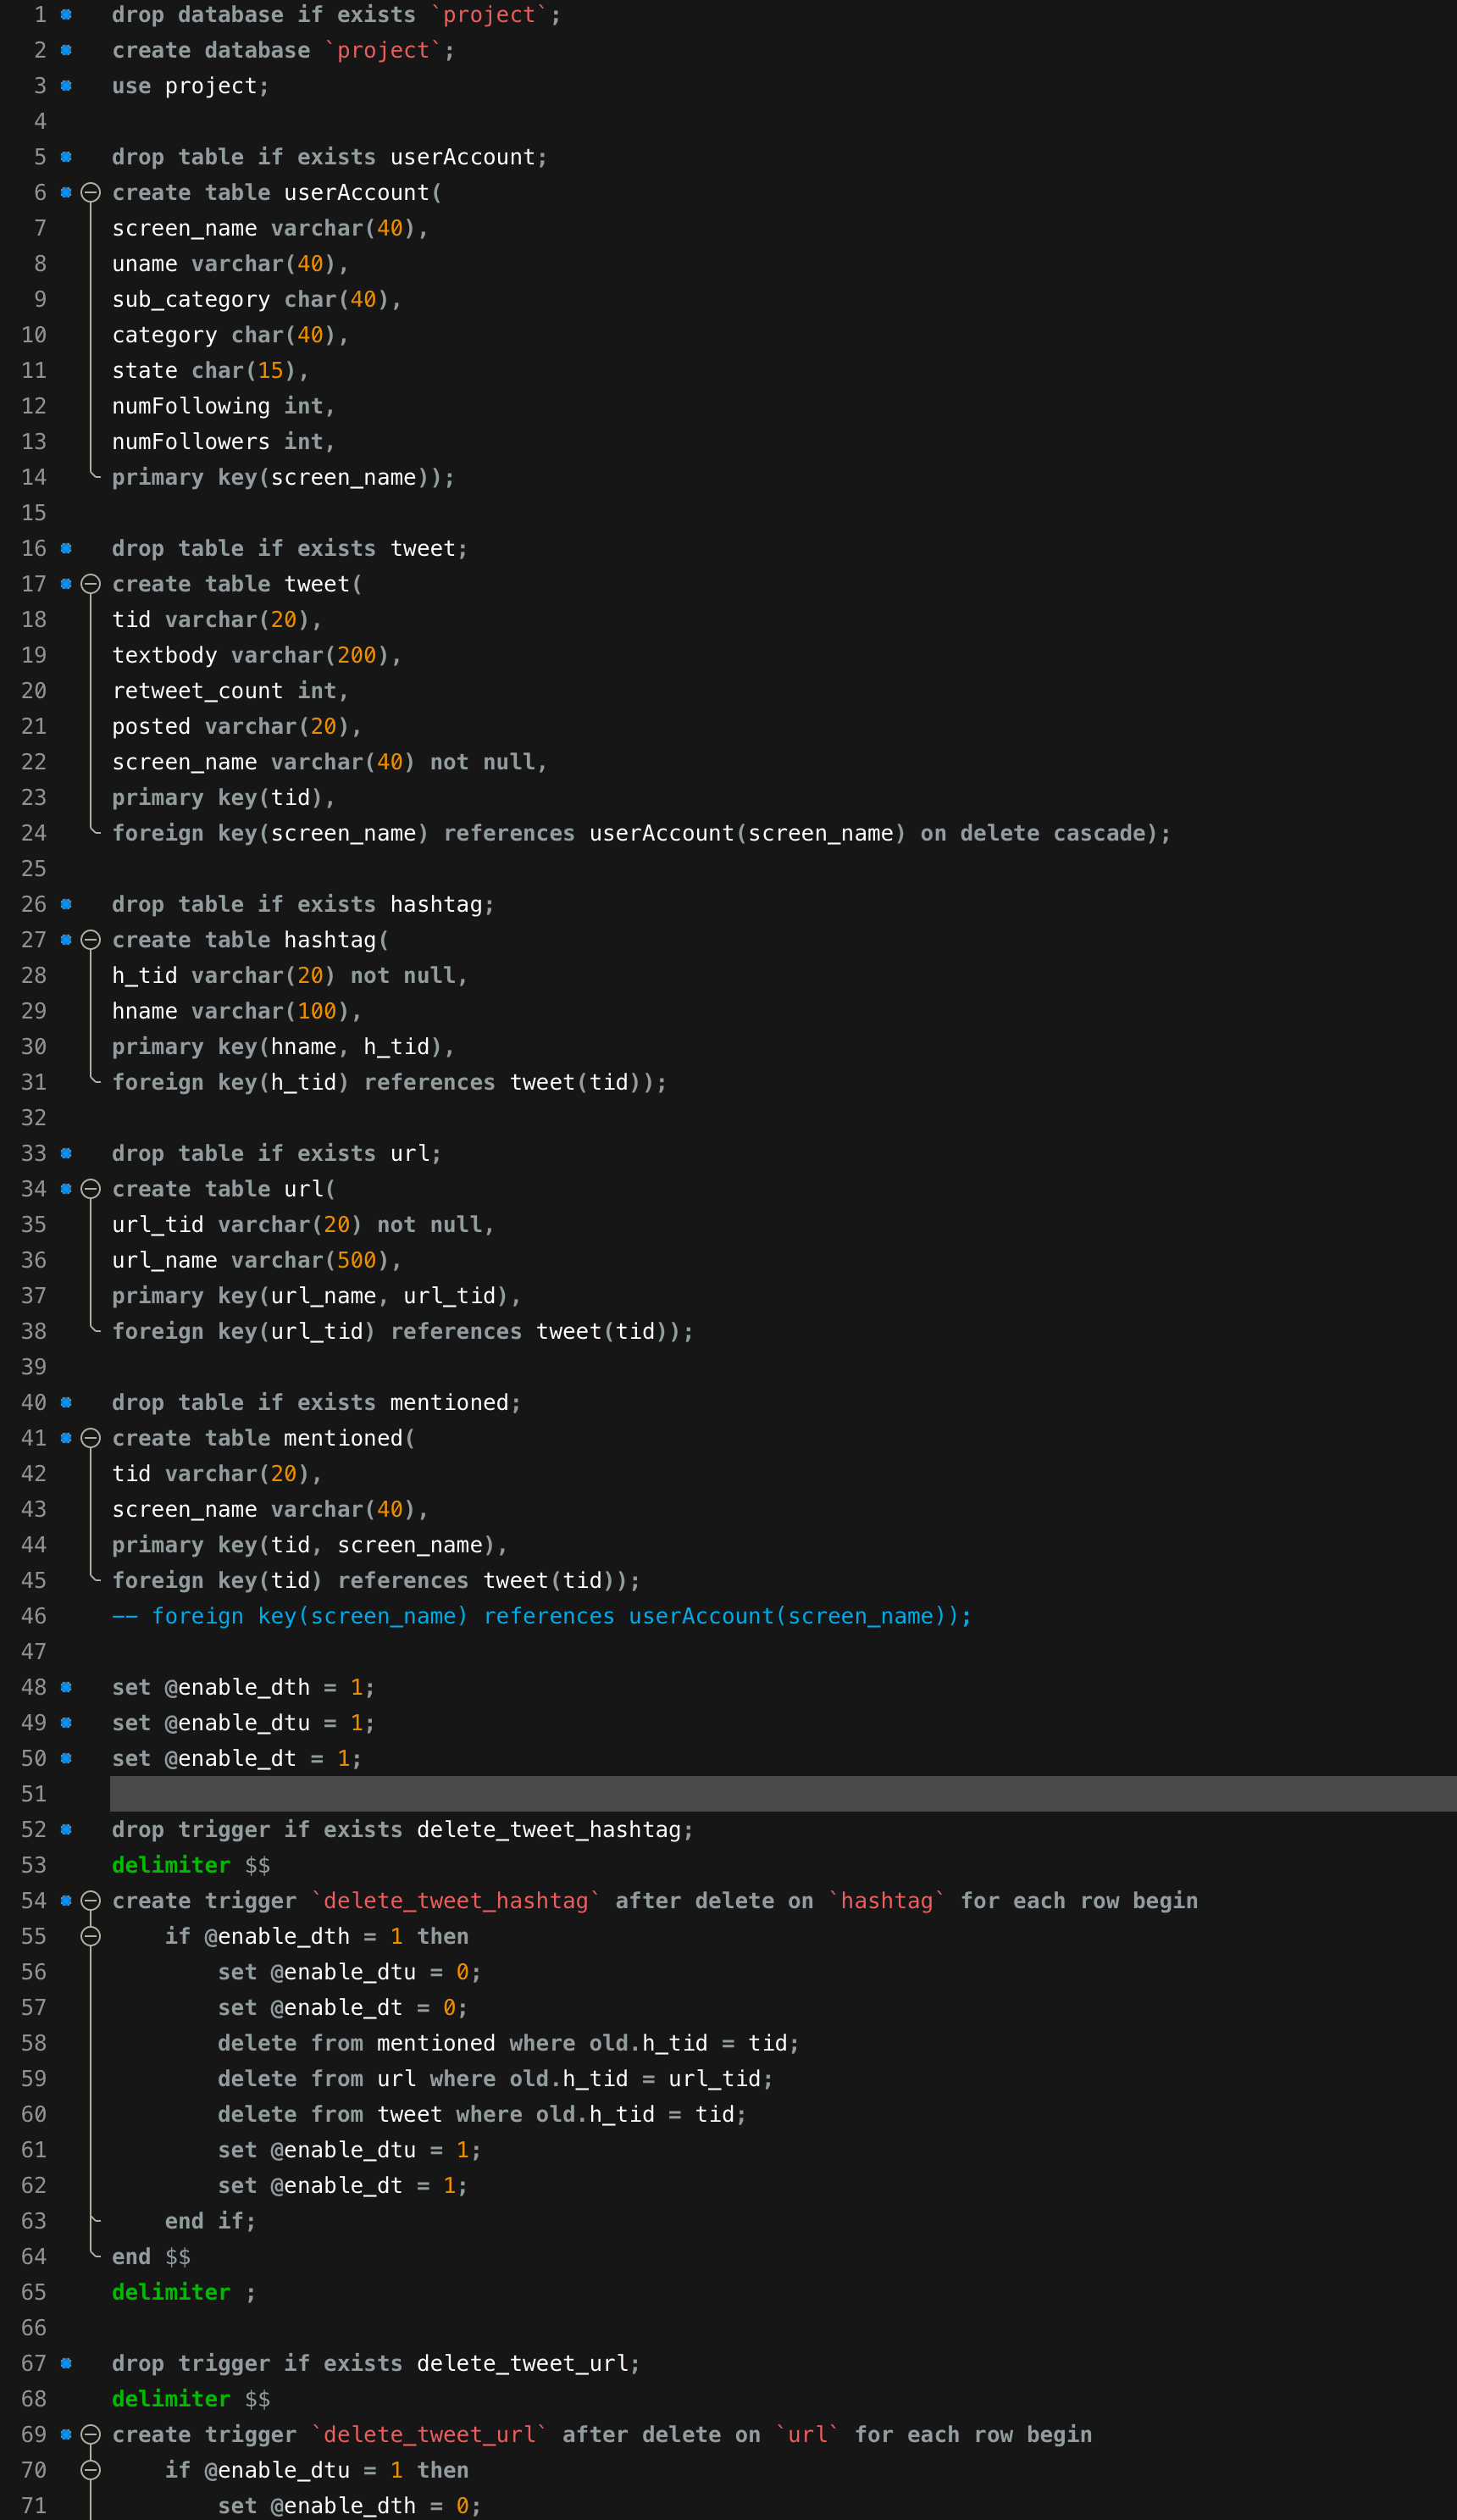 1 drop database if exists `project`;
2 create database `project`;
3 use project;
4
5 drop table if exists userAccount;
6 create table userAccount(
7 screen_name varchar(40),
8 uname varchar(40),
9 sub_category char(40),
10 category char(40),
11 state char(15),
12 numFollowing int,
13 numFollowers int,
14 primary key(screen_name));
15
16 drop table if exists tweet;
17 create table tweet(
18 tid varchar(20),
19 textbody varchar(200),
20 retweet_count int,
21 posted varchar(20),
22 screen_name varchar(40) not null,
23 primary key(tid),
24 foreign key(screen_name) references userAccount(screen_name) on delete cascade);
25
26 drop table if exists hashtag;
27 create table hashtag(
28 h_tid varchar(20) not null,
29 hname varchar(100),
30 primary key(hname, h_tid),
31 foreign key(h_tid) references tweet(tid));
32
33 drop table if exists url;
34 create table url(
35 url_tid varchar(20) not null,
36 url_name varchar(500),
37 primary key(url_name, url_tid),
38 foreign key(url_tid) references tweet(tid));
39
40 drop table if exists mentioned;
41 create table mentioned(
42 tid varchar(20),
43 screen_name varchar(40),
44 primary key(tid, screen_name),
45 foreign key(tid) references tweet(tid));
46 -- foreign key(screen_name) references userAccount(screen_name));
47
48 set @enable_dth = 1;
49 set @enable_dtu = 1;
50 set @enable_dt = 1;
51
52 drop trigger if exists delete_tweet_hashtag;
53 delimiter $$
54 create trigger `delete_tweet_hashtag` after delete on `hashtag` for each row begin
55 if @enable_dth = 1 then
56 set @enable_dtu = 0;
57 set @enable_dt = 0;
58 delete from mentioned where old.h_tid = tid;
59 delete from url where old.h_tid = url_tid;
60 delete from tweet where old.h_tid = tid;
61 set @enable_dtu = 1;
62 set @enable_dt = 1;
63 end if;
64 end $$
65 delimiter ;
66
67 drop trigger if exists delete_tweet_url;
68 delimiter $$
69 create trigger `delete_tweet_url` after delete on `url` for each row begin
70 if @enable_dtu = 1 then
71 set @enable_dth = 0;